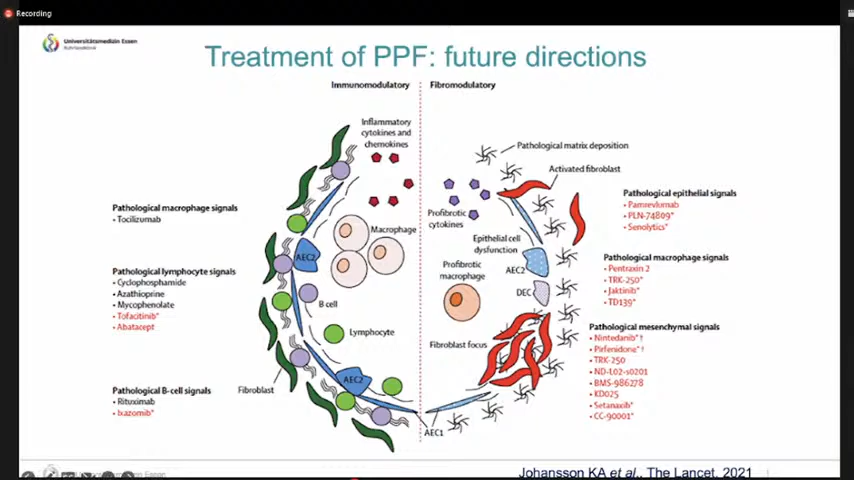 Recording
Universitätsmedizin Essen
Treatment of PPF: future directions
Immunomodulatory
Fibromodulatory
Inflammatory
cytokines and
chemokines
Pathological matrix deposition
Activated fibroblast
Pathological macrophage signals
• Tocilizumab
Macrophage
Profibrotic
cytokines
Pathological epithelial signals
• Pamrevlumab
• PLN-74809*
• Senolytics*
Epithelial cell
dysfunction
AEC2
AEC2
DEC
Profibrotic
macrophage
Pathological macrophage signals
• Pentraxin 2
• TRK-250*
• Jaktinib*
• TD139*
Pathological lymphocyte signals
• Cyclophosphamide
• Azathioprine
• Mycophenolate
• Tofacitinib*
• Abatacept
B cell
Lymphocyte
Fibroblast focus
Pathological mesenchymal signals
• Nintedanib*†
• Pirfenidone*†
• TRK-250
• ND-L02-s0201
• BMS-986278
• KD025
• Setanaxib*
• CC-90001*
Pathological B-cell signals
• Rituximab
• Ixazomib*
Fibroblast
AEC2
AEC1
Johansson KA et al., The Lancet, 2021